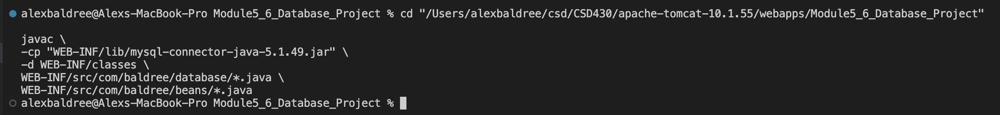 alexbaldree@Alexs-MacBook-Pro Module5_6_Database_Project % cd "/Users/alexbaldree/csd/CSD430/apache-tomcat-10.1.55/webapps/Module5_6_Database_Project"
javac \
-cp "WEB-INF/lib/mysql-connector-java-5.1.49.jar" \
-d WEB-INF/classes \
WEB-INF/src/com/baldree/database/*.java \
WEB-INF/src/com/baldree/beans/*.java
alexbaldree@Alexs-MacBook-Pro Module5_6_Database_Project %